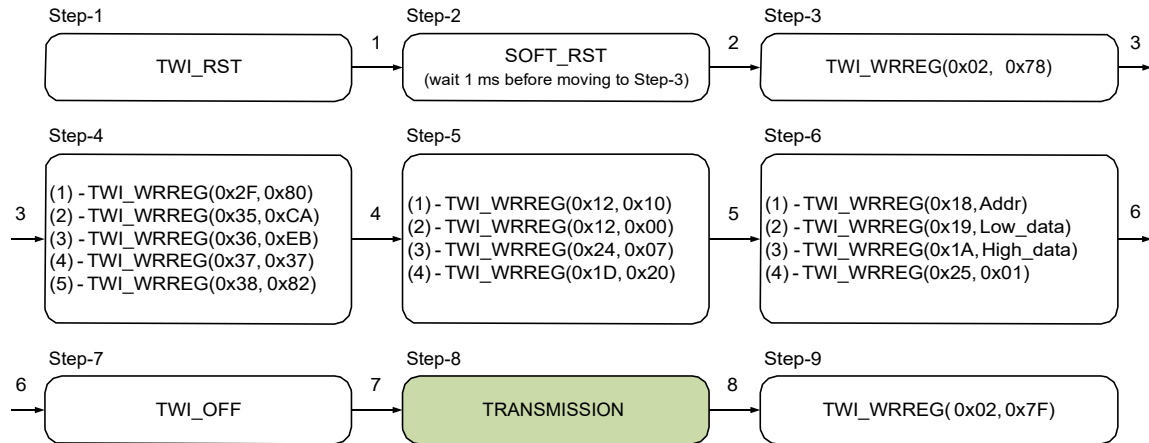 Step-1
Step-2
Step-3
TWI_RST
1
SOFT_RST
(wait 1 ms before moving to Step-3)
2
TWI_WRREG(0x02, 0x78)
3
Step-4
Step-5
Step-6
3
(1) - TWI_WRREG(0x2F, 0x80)
(2) - TWI_WRREG(0x35, 0xCA)
(3) - TWI_WRREG(0x36, 0xEB)
(4) - TWI_WRREG(0x37, 0x37)
(5) - TWI_WRREG(0x38, 0x82)
4
(1) - TWI_WRREG(0x12, 0x10)
(2) - TWI_WRREG(0x12, 0x00)
(3) - TWI_WRREG(0x24, 0x07)
(4) - TWI_WRREG(0x1D, 0x20)
5
(1) - TWI_WRREG(0x18, Addr)
(2) - TWI_WRREG(0x19, Low_data)
(3) - TWI_WRREG(0x1A, High_data)
(4) - TWI_WRREG(0x25, 0x01)
6
Step-7
Step-8
Step-9
6
TWI_OFF
7
TRANSMISSION
8
TWI_WRREG( 0x02, 0x7F)